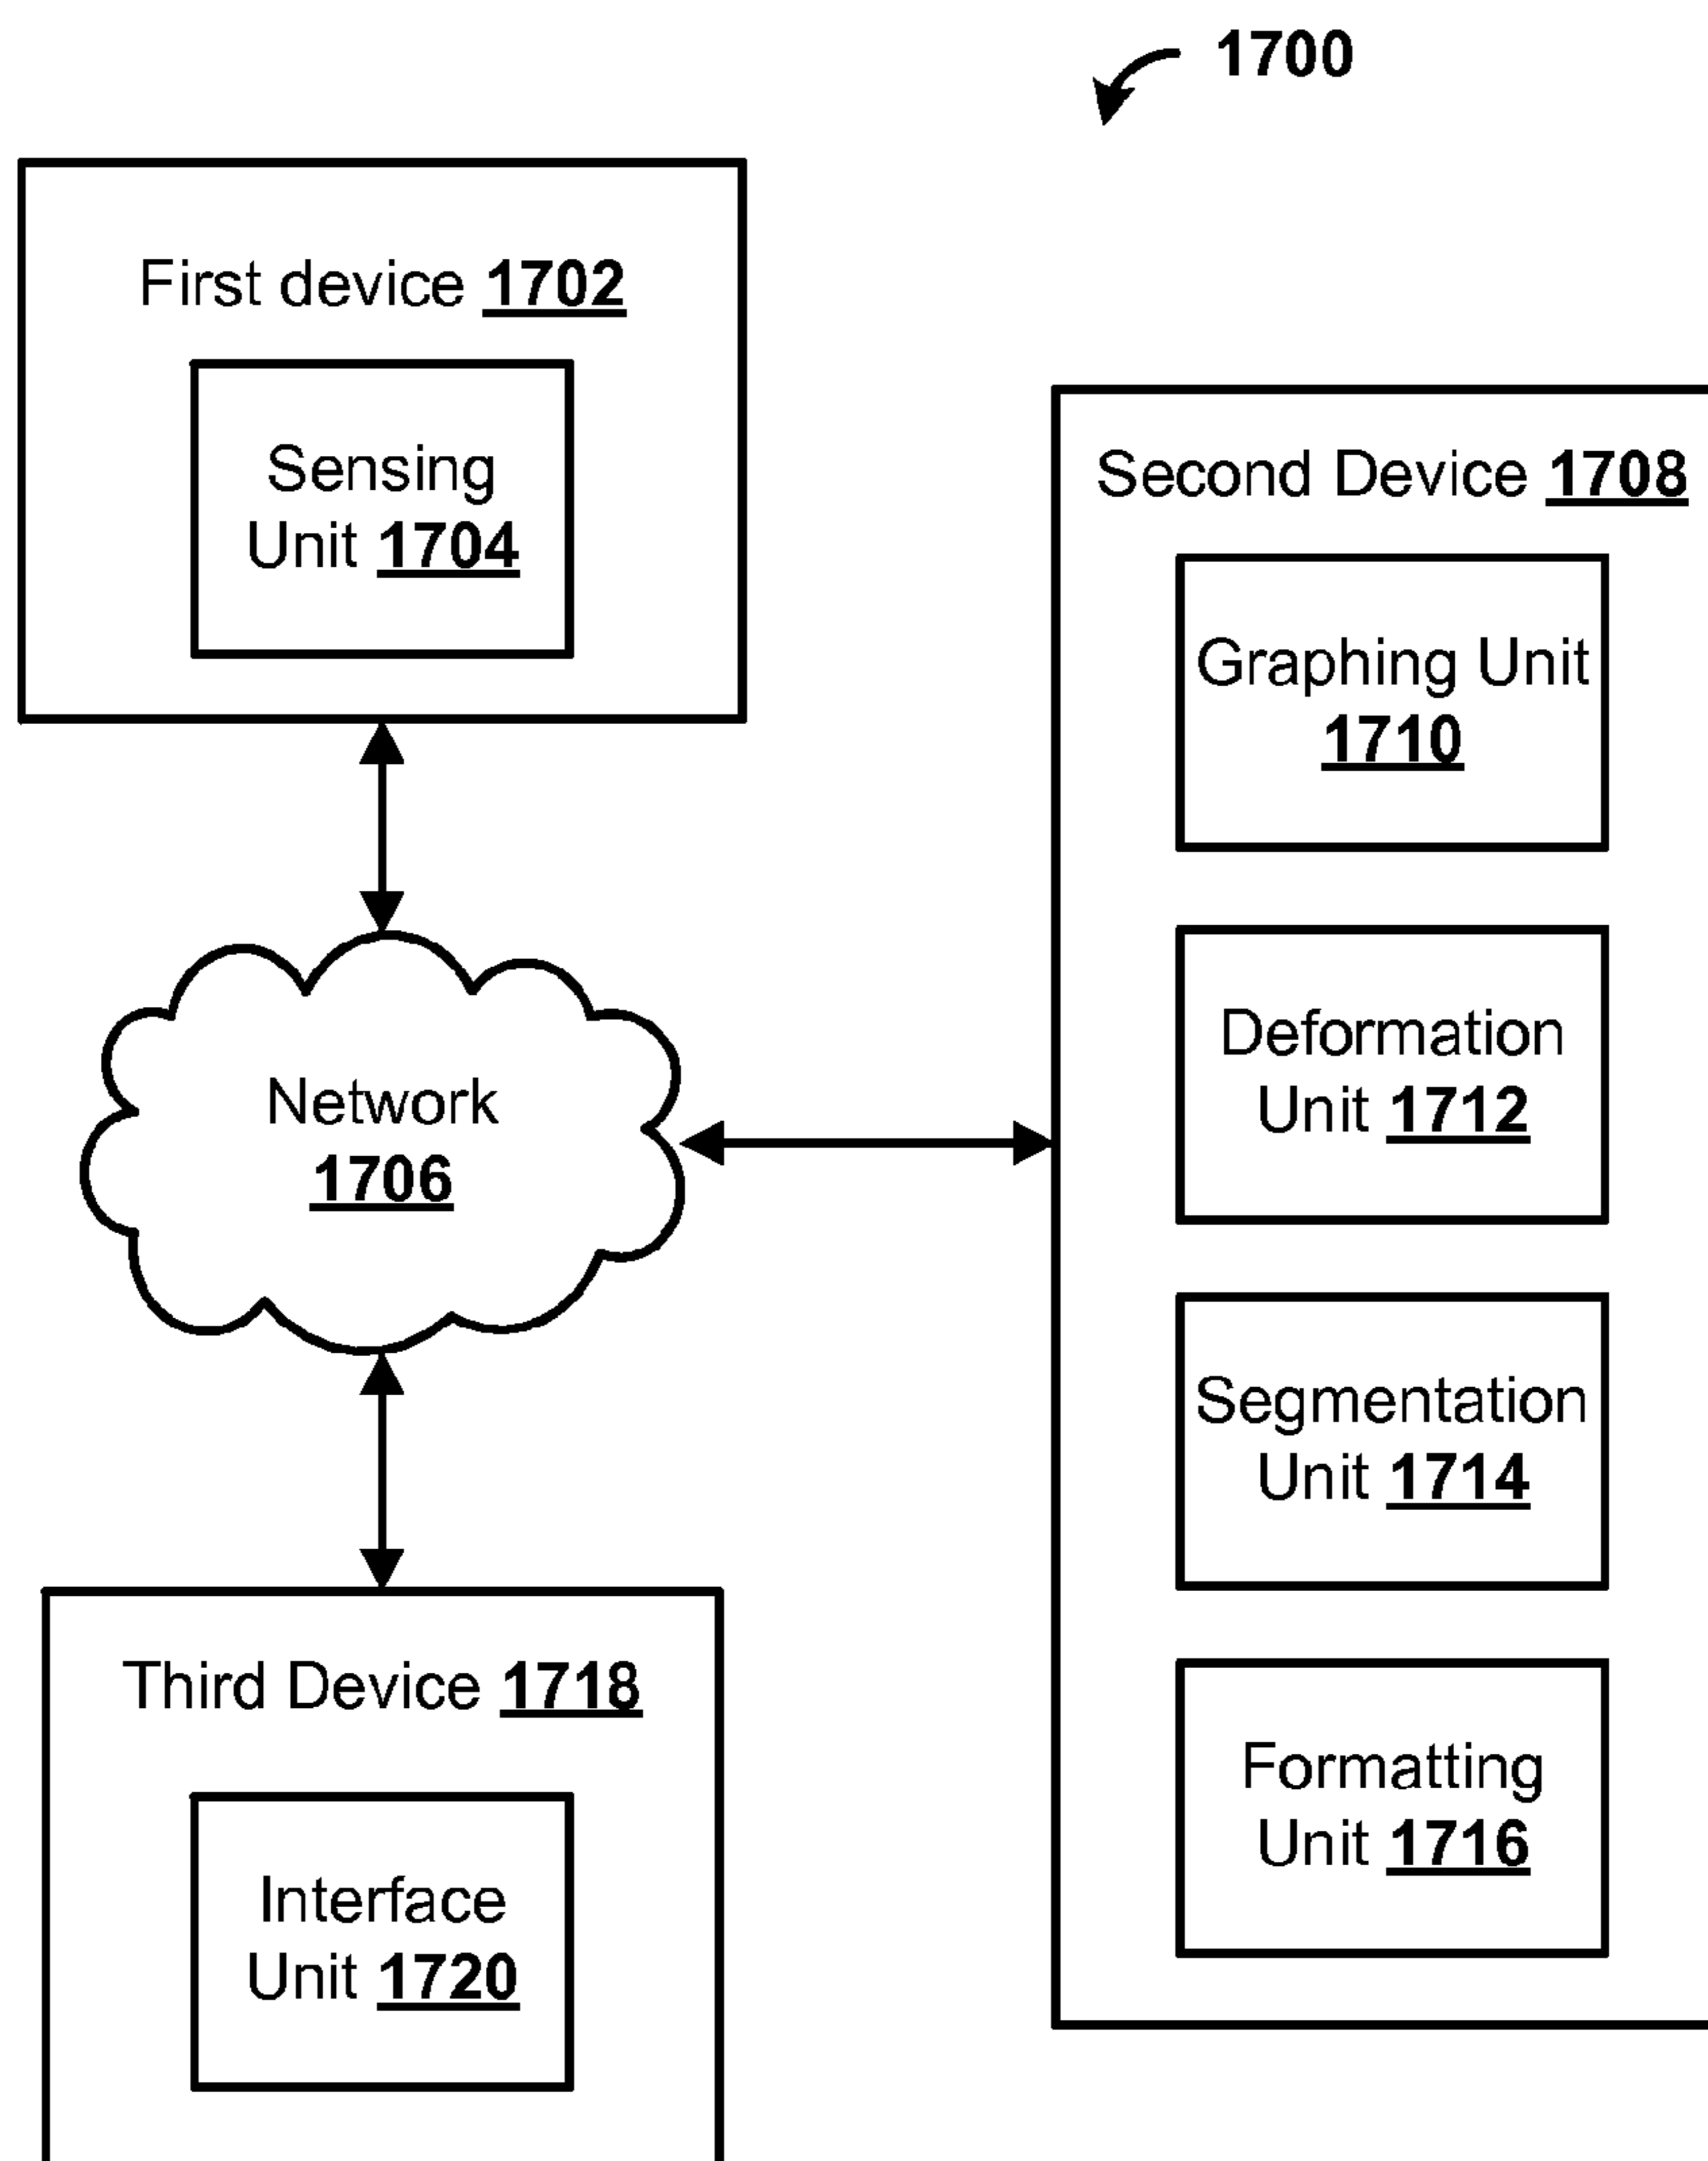 1700
First device 1702
Sensing
Unit 1704
Network
1706
Third Device 1718
Interface
Unit 1720
Second Device 1708
Graphing Unit
1710
Deformation
Unit 1712
Segmentation
Unit 1714
Formatting
Unit 1716